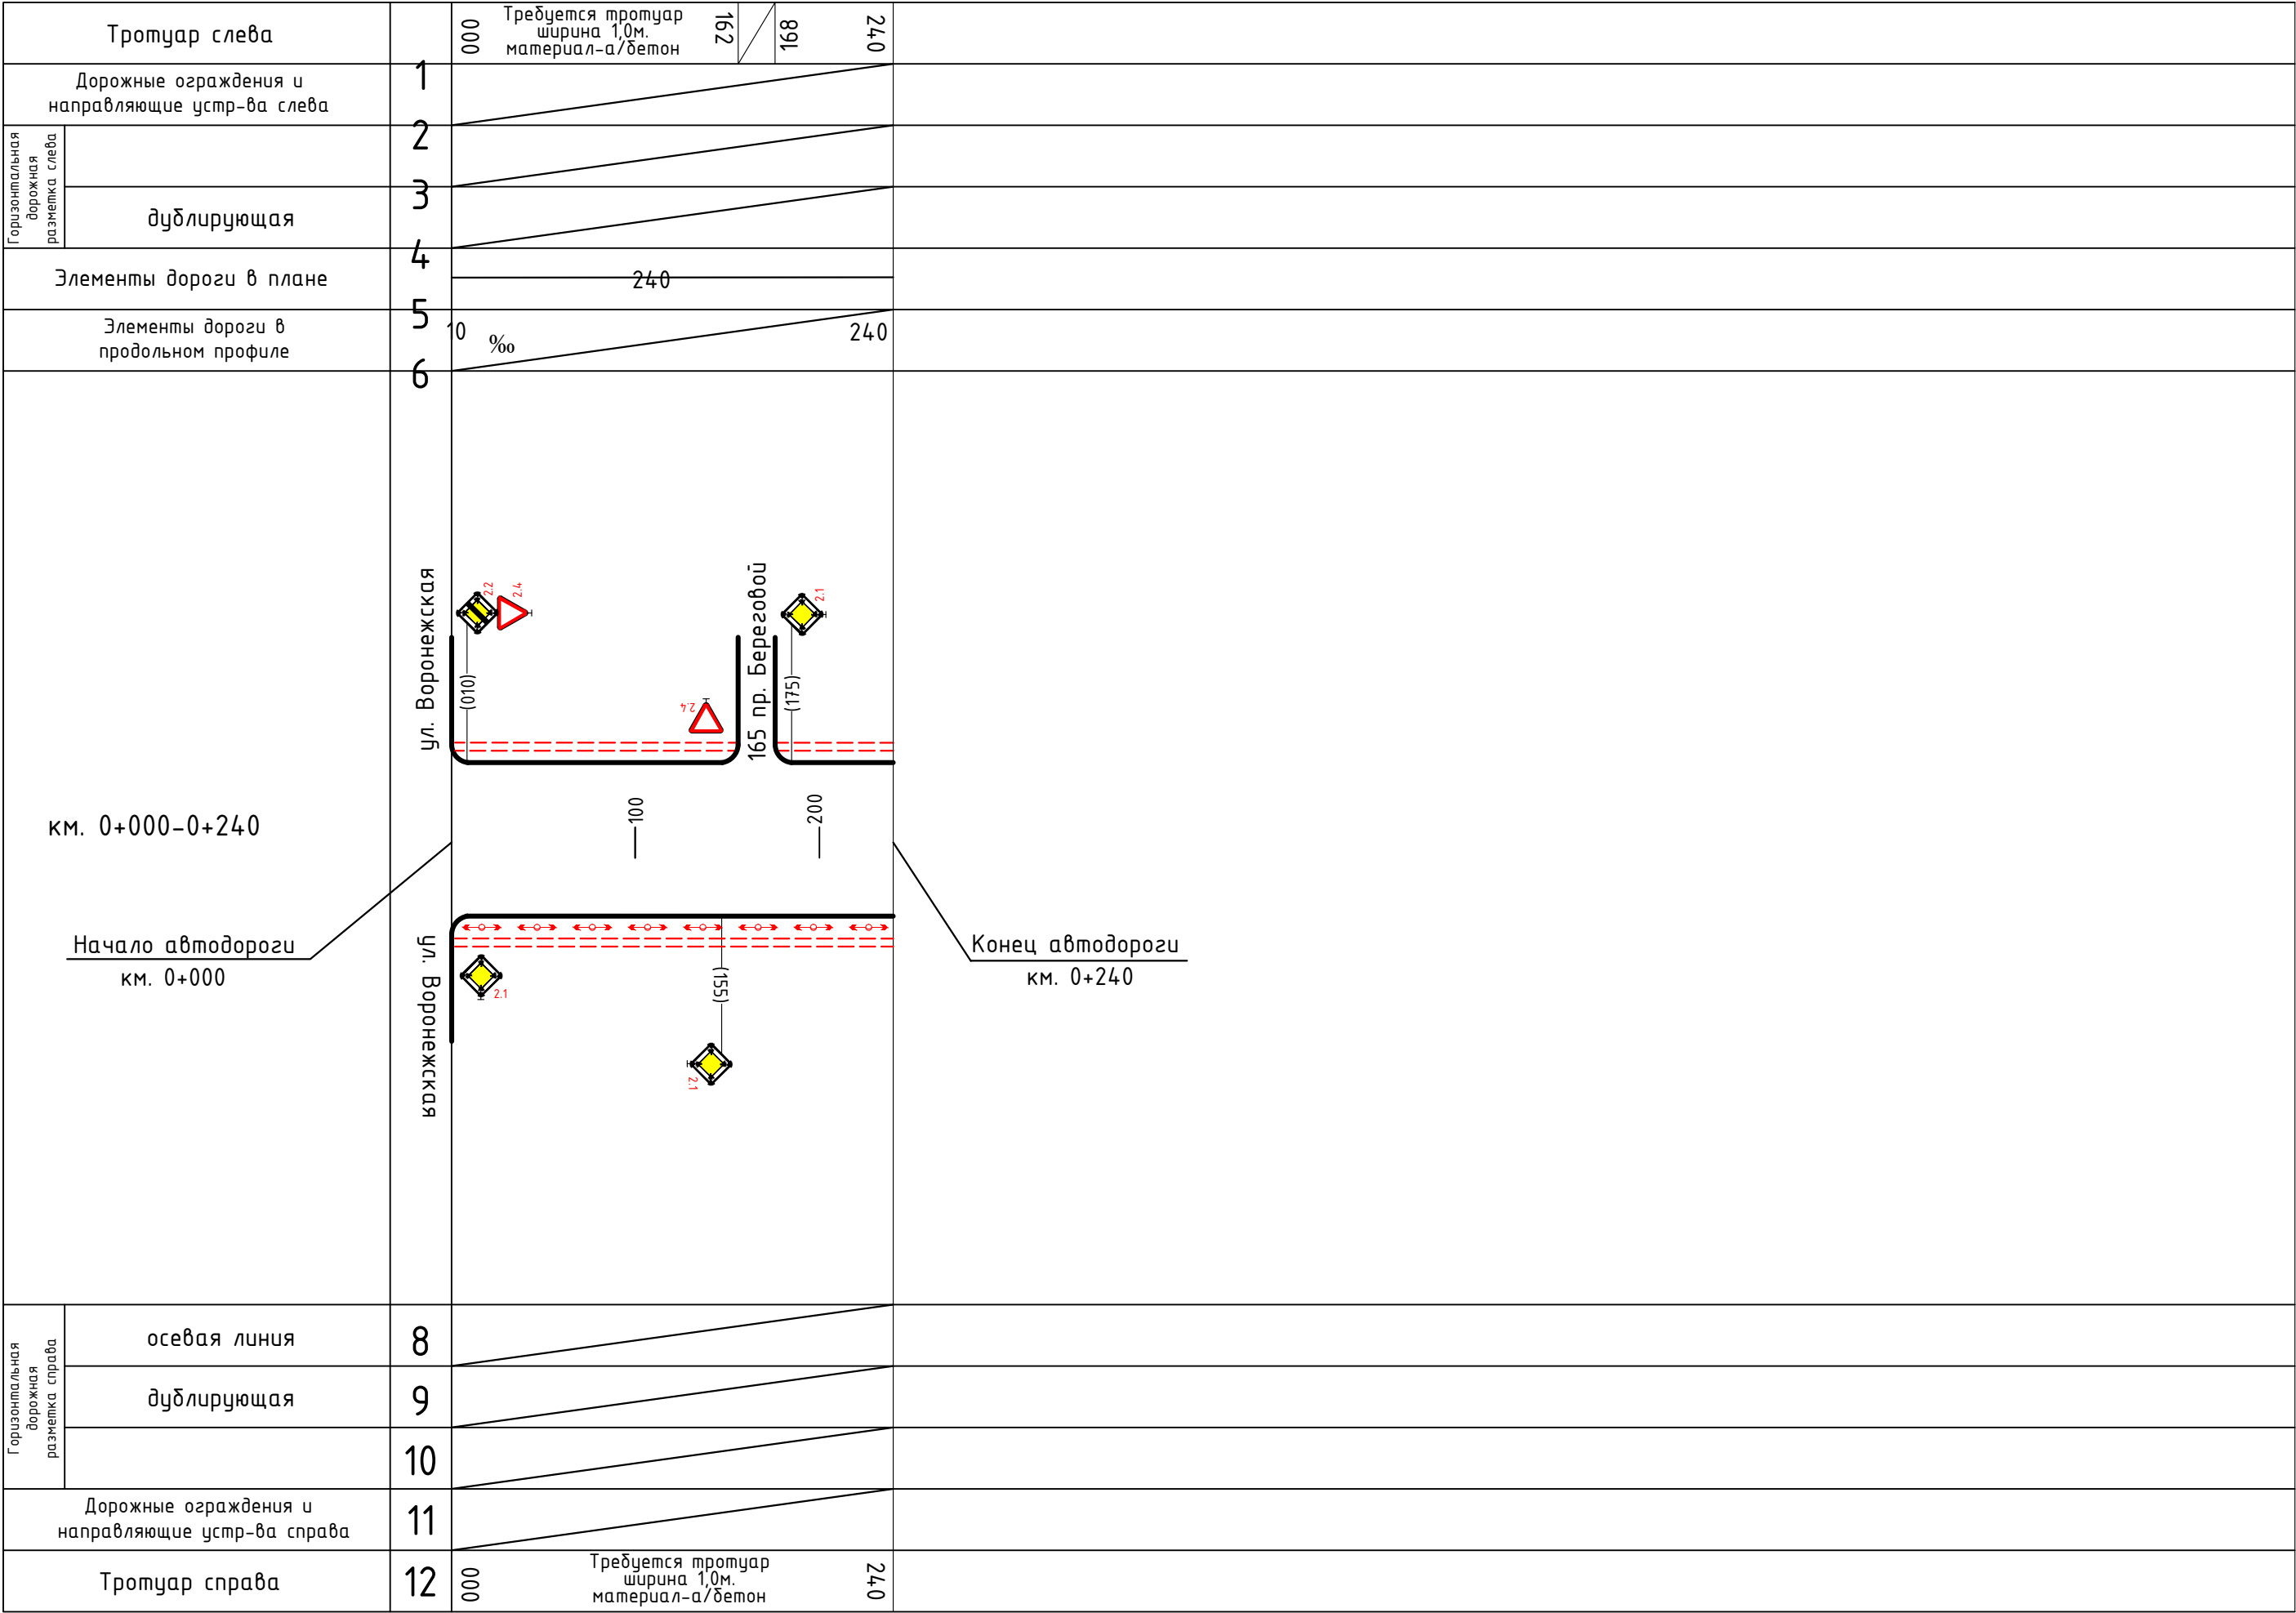 Тротуар слева
000
Требуется тротуар
ширина 1,0м.
материал-а/бетон
162
168
240
1
Дорожные ограждения и
направляющие устр-ва слева
2
Горизонтальная
дорожная
разметка слева
3
дублирующая
4
Элементы дороги в плане
240
5
Элементы дороги в
продольном профиле
10 ‰
240
6
ул. Воронежская
2.2
2.4
(010)
2.4
165 пр. Береговой
2.1
(175)
км. 0+000-0+240
100
200
Начало автодороги
км. 0+000
Конец автодороги
км. 0+240
ул. Воронежская
2.1
(155)
2.1
Горизонтальная
дорожная
разметка справа
осевая линия
8
дублирующая
9
10
Дорожные ограждения и
направляющие устр-ва справа
11
Тротуар справа
12
000
Требуется тротуар
ширина 1,0м.
материал-а/бетон
240